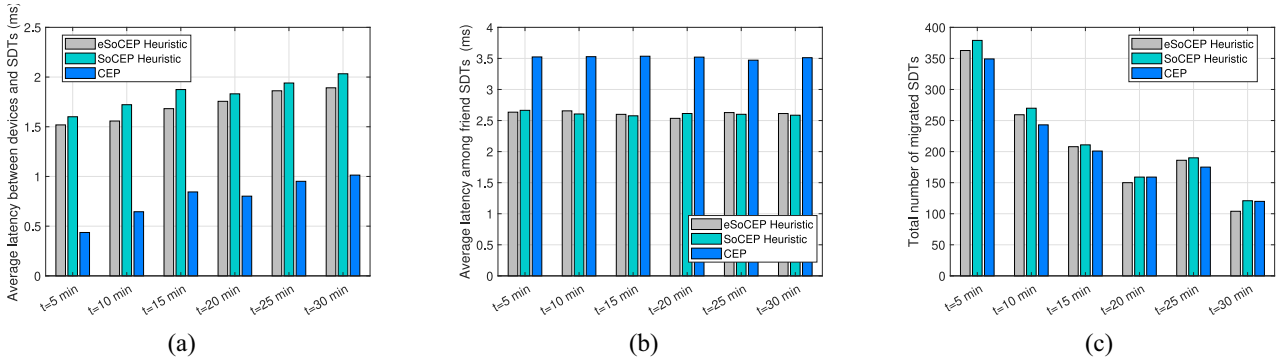 Average latency between devices and SDTs (ms)
2.5
2
1.5
1
0.5
0
eSoCEP Heuristic
SoCEP Heuristic
CEP
t=5 min
t=10 min
t=15 min
t=20 min
t=25 min
t=30 min
(a)
Average latency among friend SDTs (ms)
4
3.5
3
2.5
2
1.5
1
0.5
0
eSoCEP Heuristic
SoCEP Heuristic
CEP
t=5 min
t=10 min
t=15 min
t=20 min
t=25 min
t=30 min
(b)
Total number of migrated SDTs
400
350
300
250
200
150
100
50
0
eSoCEP Heuristic
SoCEP Heuristic
CEP
t=5 min
t=10 min
t=15 min
t=20 min
t=25 min
t=30 min
(c)